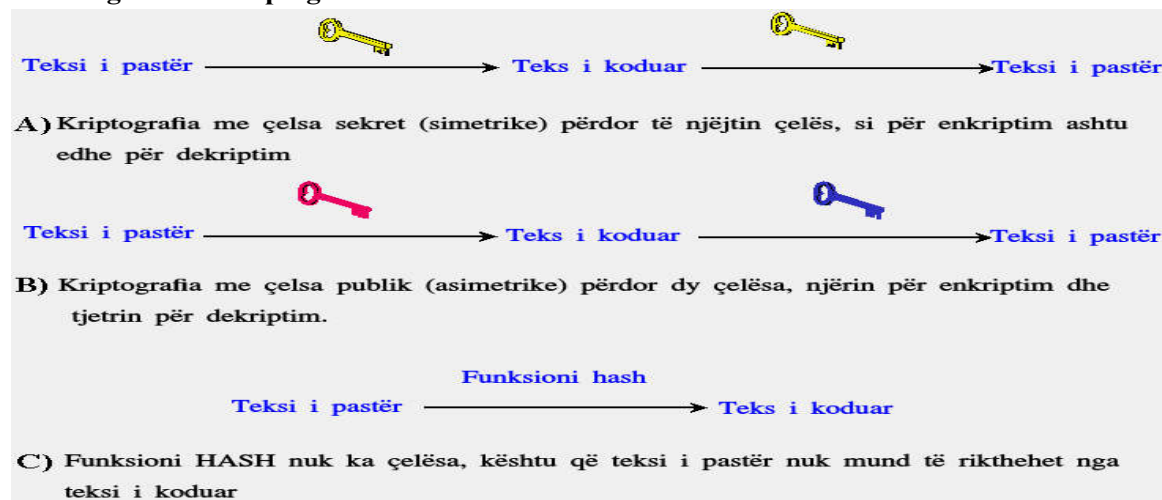 Teksi i pastër Teks i koduar Teksi i pastër
A) Kriptografia me çelsa sekret (simetrike) përdor të njëjtin çelës, si për enkriptim ashtu
edhe për dekriptim
Teksi i pastër Teks i koduar Teksi i pastër
B) Kriptografia me çelsa publik (asimetrike) përdor dy çelësa, njërin për enkriptim dhe
tjetrin për dekriptim.
Funksioni hash
Teksi i pastër Teks i koduar
C) Funksioni HASH nuk ka çelësa, kështu që teksi i pastër nuk mund të rikthehet nga
teksi i koduar